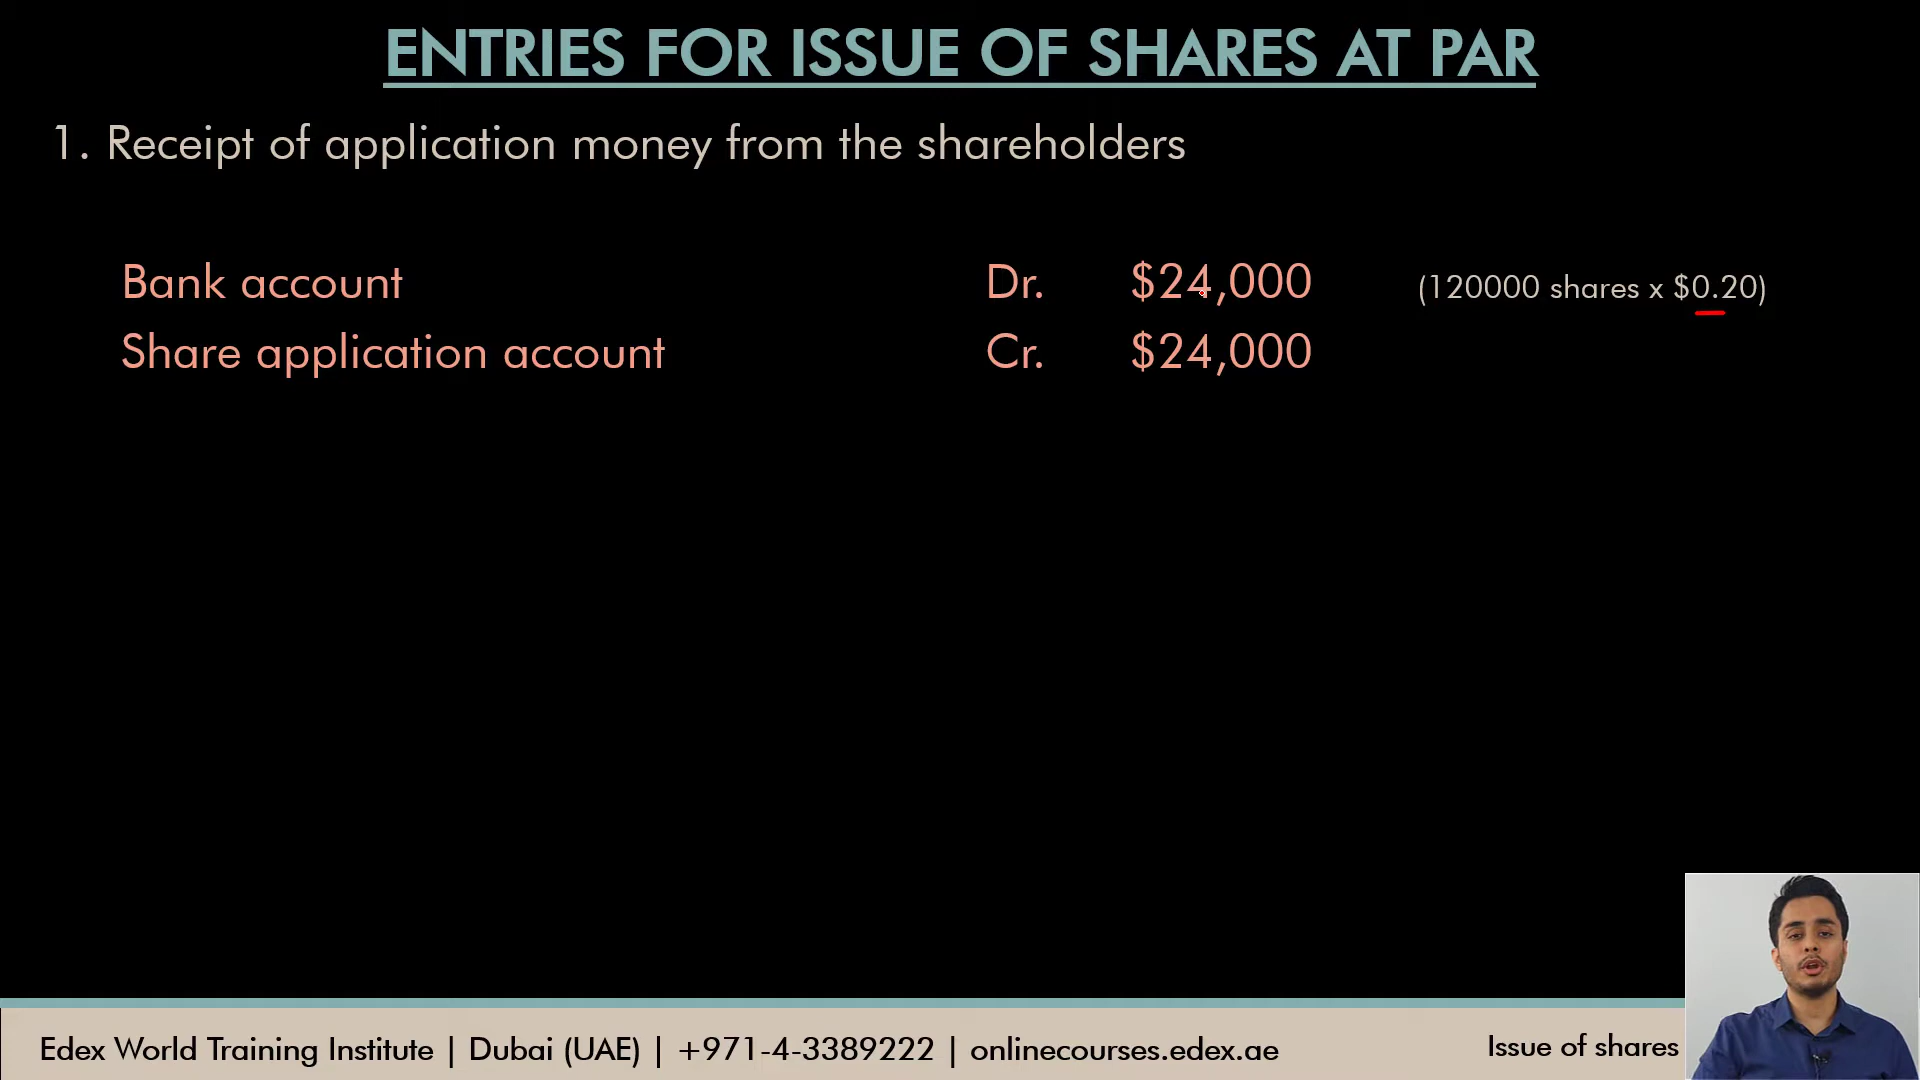 ENTRIES FOR ISSUE OF SHARES AT PAR
1. Receipt of application money from the shareholders
Bank account Dr. $24,000 (120000 shares x $0.20)
Share application account Cr. $24,000
Edex World Training Institute | Dubai (UAE) | +971-4-3389222 | onlinecourses.edex.ae Issue of shares